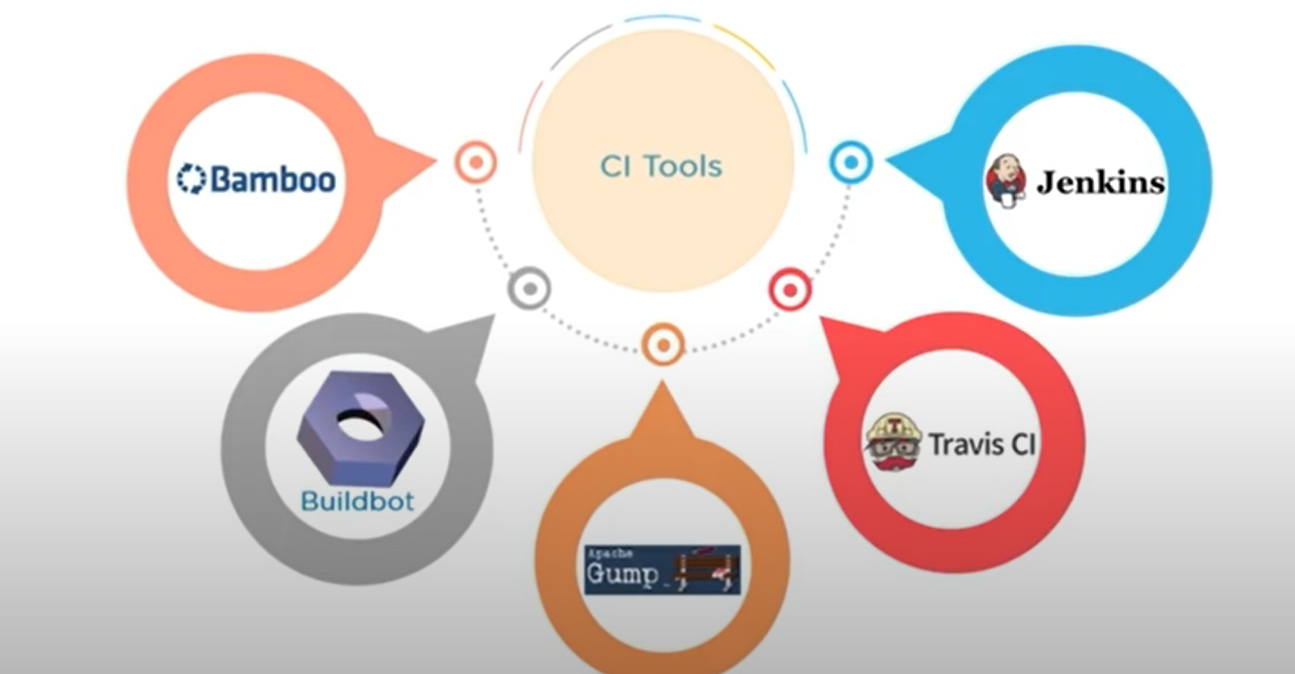 CI Tools
Bamboo
Jenkins
Buildbot
Travis CI
Apache
Gump